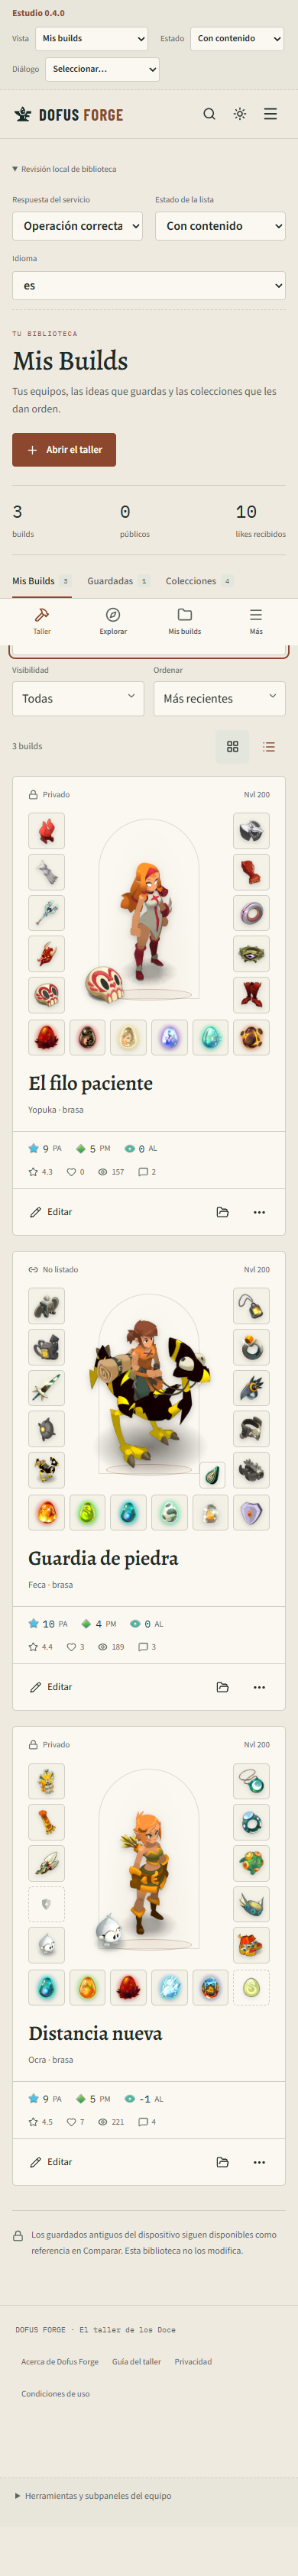 Estudio 0.4.0
Vista Mis builds Estado Con contenido
Diálogo Seleccionar...
DOFUS FORGE
▼ Revisión local de biblioteca
Respuesta del servicio Estado de la lista
Operación correcta Con contenido
Idioma
es
TU BIBLIOTECA
Mis Builds
Tus equipos, las ideas que guardas y las colecciones que les
dan orden.
+ Abrir el taller
3 0 10
builds públicos likes recibidos
Mis Builds 3 Guardadas 1 Colecciones 4
Taller Explorar Mis builds Más
Visibilidad Ordenar
Todas Más recientes
3 builds
Privado Nvl 200
El filo paciente
Yopuka · brasa
9 PA 5 PM 0 AL
4.3 0 157 2
Editar
No listado Nvl 200
Guardia de piedra
Feca · brasa
10 PA 4 PM 0 AL
4.4 3 189 3
Editar
Privado Nvl 200
Distancia nueva
Ocra · brasa
9 PA 5 PM -1 AL
4.5 7 221 4
Editar
Los guardados antiguos del dispositivo siguen disponibles como
referencia en Comparar. Esta biblioteca no los modifica.
DOFUS FORGE · El taller de los Doce
Acerca de Dofus Forge Guía del taller Privacidad
Condiciones de uso
▶ Herramientas y subpaneles del equipo